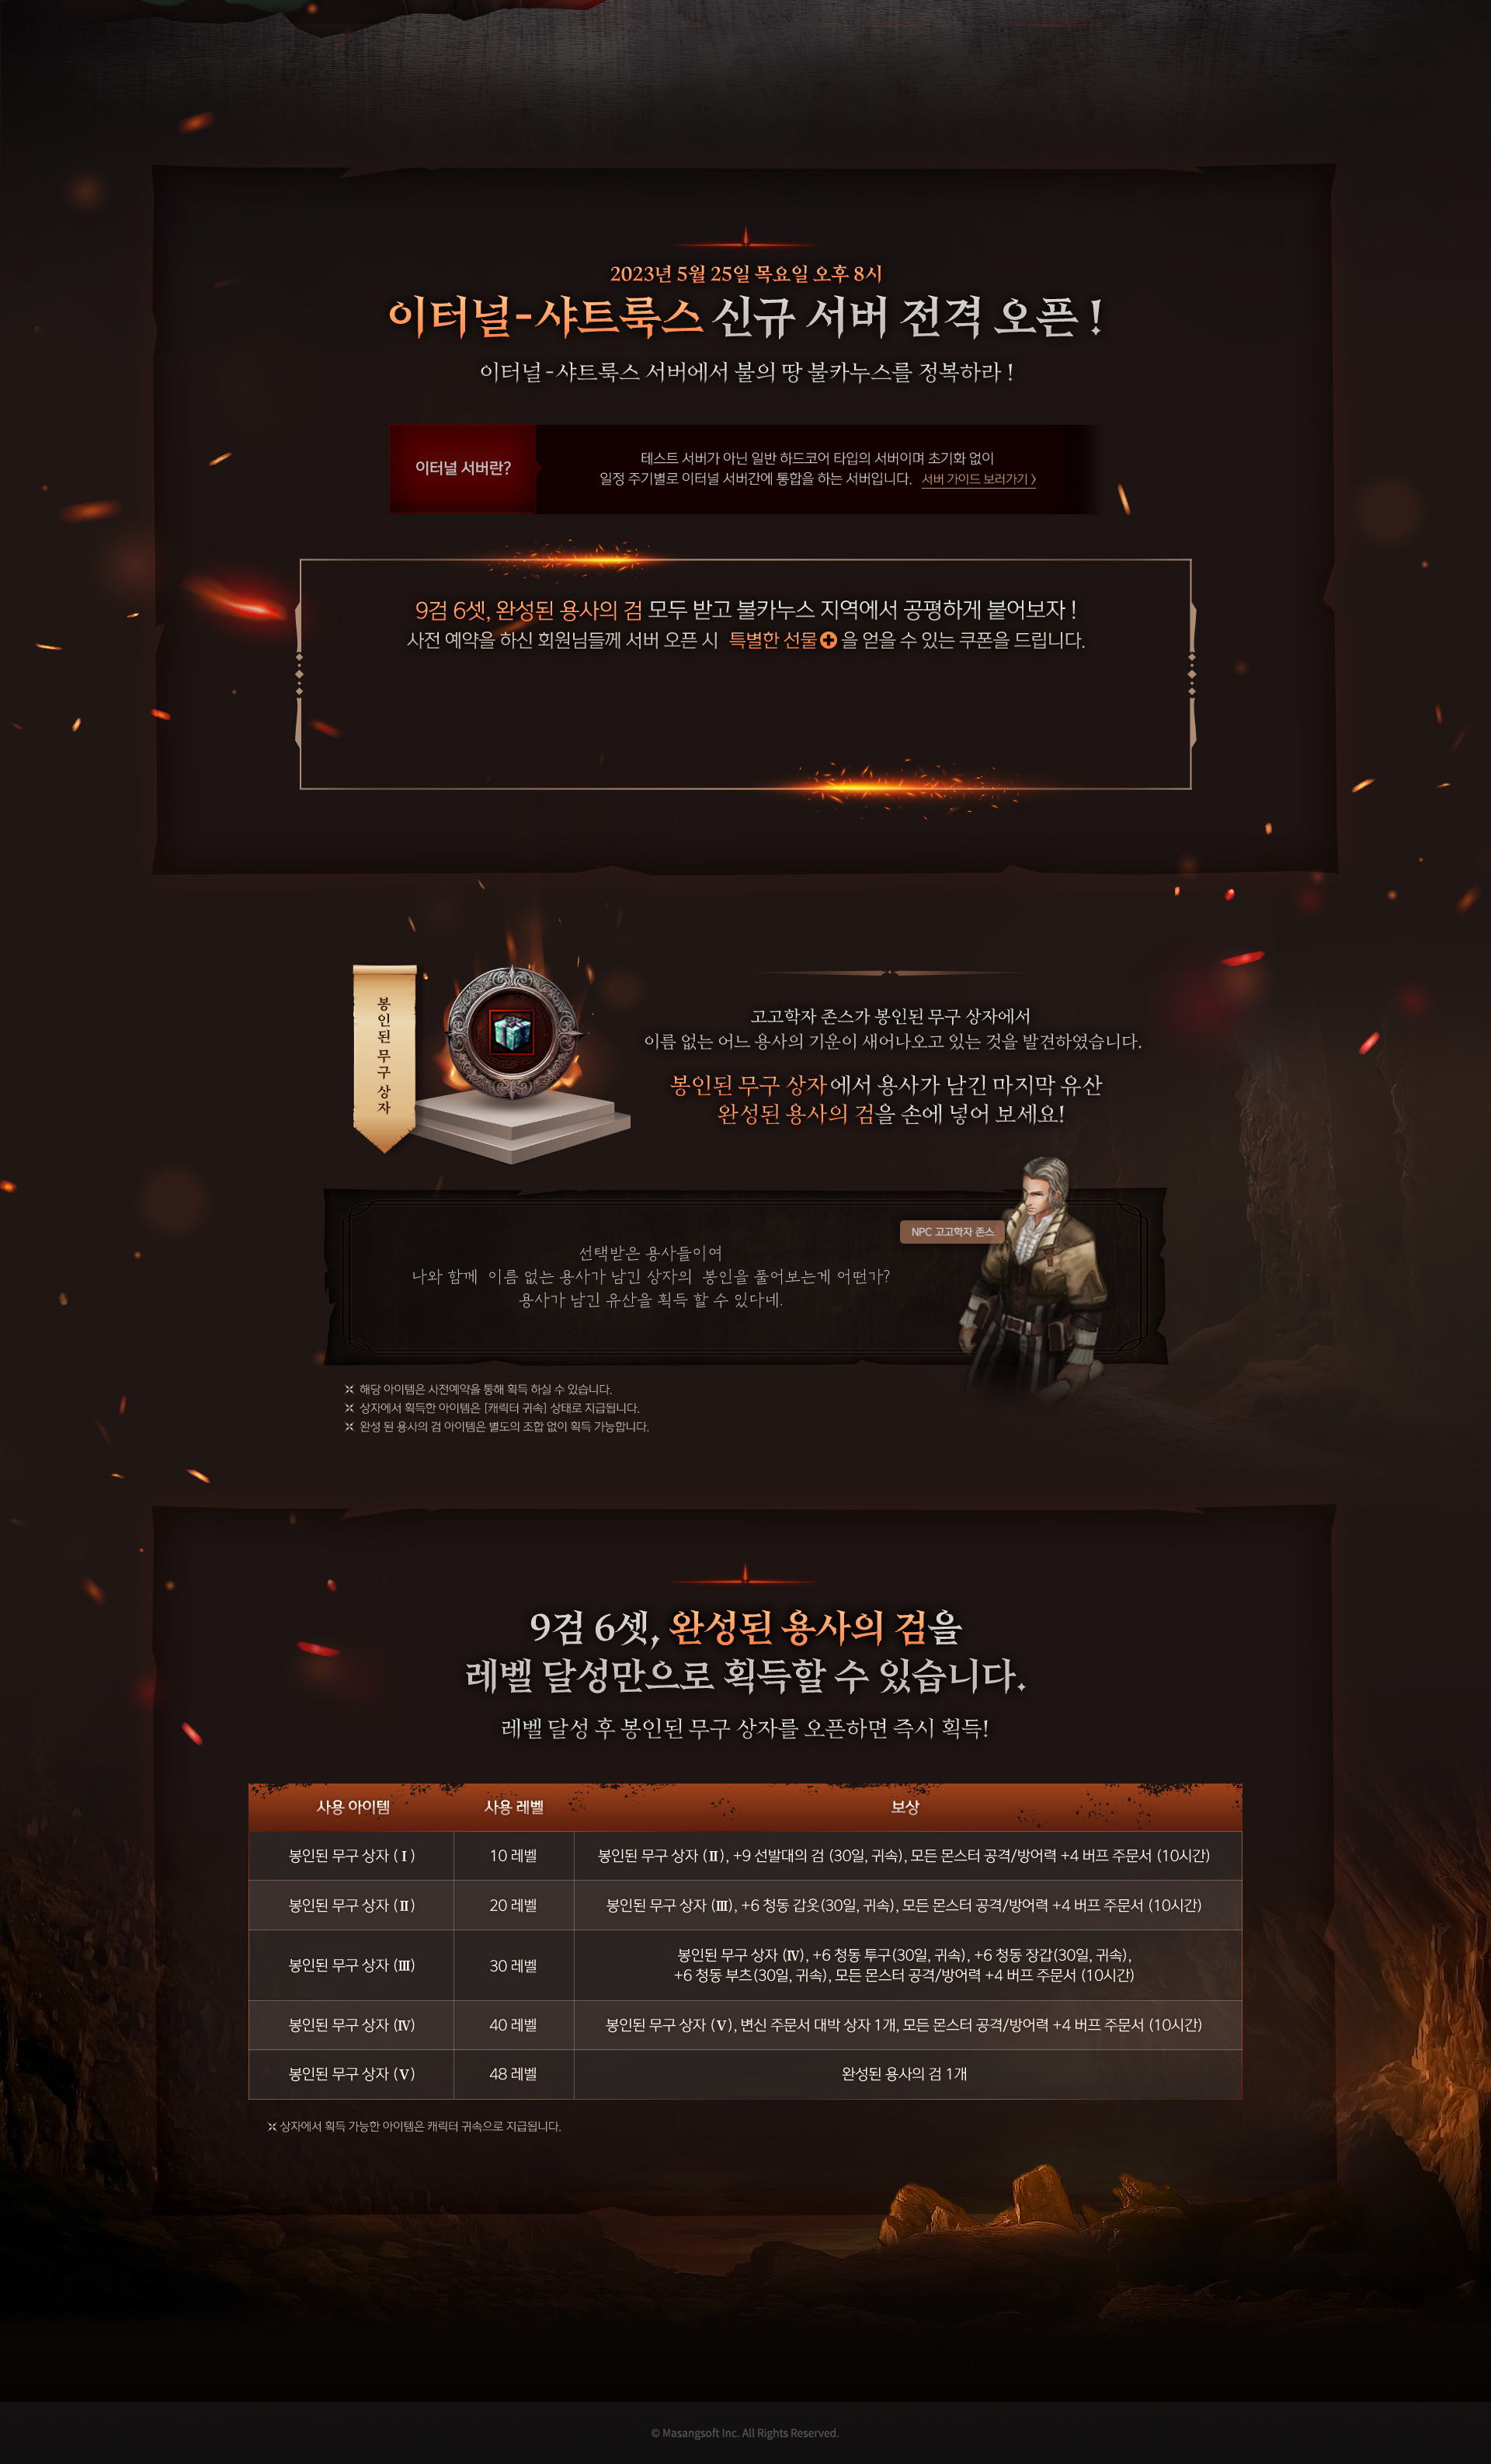 2023년 5월 25일 목요일 오후 8시
이터널-샤트룩스 신규 서버 전격 오픈 !
이터널-샤트룩스 서버에서 불의 땅 불카누스를 정복하라 !
이터널 서버란?
테스트 서버가 아닌 일반 하드코어 타입의 서버이며 초기화 없이
일정 주기별로 이터널 서버간에 통합을 하는 서버입니다. 서버 가이드 보러가기 >
9검 6셋, 완성된 용사의 검 모두 받고 불카누스 지역에서 공평하게 붙어보자 !
사전 예약을 하신 회원님들께 서버 오픈 시 특별한 선물 을 얻을 수 있는 쿠폰을 드립니다.
봉인된 무구 상자
고고학자 존스가 봉인된 무구 상자에서
이름 없는 어느 용사의 기운이 새어나오고 있는 것을 발견하였습니다.
봉인된 무구 상자에서 용사가 남긴 마지막 유산
완성된 용사의 검을 손에 넣어 보세요!
NPC 고고학자 존스
선택받은 용사들이여
나와 함께 이름 없는 용사가 남긴 상자의 봉인을 풀어보는게 어떤가?
용사가 남긴 유산을 획득 할 수 있다네.
※ 해당 아이템은 사전예약을 통해 획득 하실 수 있습니다.
※ 상자에서 획득한 아이템은 [캐릭터 귀속] 상태로 지급됩니다.
※ 완성 된 용사의 검 아이템은 별도의 조합 없이 획득 가능합니다.
9검 6셋, 완성된 용사의 검을
레벨 달성만으로 획득할 수 있습니다.
레벨 달성 후 봉인된 무구 상자를 오픈하면 즉시 획득!
사용 아이템 사용 레벨 보상
봉인된 무구 상자 (Ⅰ) 10 레벨 봉인된 무구 상자 (Ⅱ), +9 선발대의 검 (30일, 귀속), 모든 몬스터 공격/방어력 +4 버프 주문서 (10시간)
봉인된 무구 상자 (Ⅱ) 20 레벨 봉인된 무구 상자 (Ⅲ), +6 청동 갑옷(30일, 귀속), 모든 몬스터 공격/방어력 +4 버프 주문서 (10시간)
봉인된 무구 상자 (Ⅲ) 30 레벨 봉인된 무구 상자 (Ⅳ), +6 청동 투구(30일, 귀속), +6 청동 장갑(30일, 귀속),
+6 청동 부츠(30일, 귀속), 모든 몬스터 공격/방어력 +4 버프 주문서 (10시간)
봉인된 무구 상자 (Ⅳ) 40 레벨 봉인된 무구 상자 (Ⅴ), 변신 주문서 대박 상자 1개, 모든 몬스터 공격/방어력 +4 버프 주문서 (10시간)
봉인된 무구 상자 (Ⅴ) 48 레벨 완성된 용사의 검 1개
※ 상자에서 획득 가능한 아이템은 캐릭터 귀속으로 지급됩니다.
© Masangsoft Inc. All Rights Reserved.